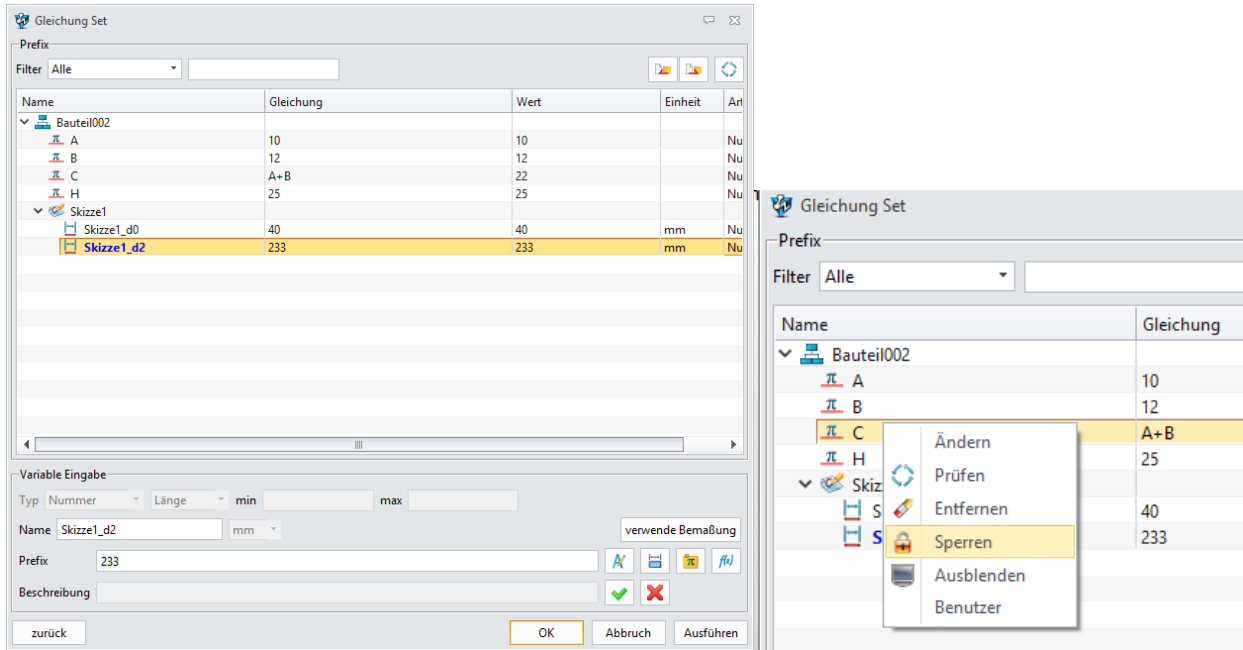 Gleichung Set
Prefix
Filter Alle
Name Gleichung Wert Einheit Art
Bauteil002
A 10 10 Nu
B 12 12 Nu
C A+B 22 Nu
H 25 25 Nu
Skizze1
Skizze1_d0 40 40 mm Nu
Skizze1_d2 233 233 mm Nu
Variable Eingabe
Typ Nummer Länge min max
Name Skizze1_d2 mm verwende Bemaßung
Prefix 233 f(x)
Beschreibung
zurück OK Abbruch Ausführen
Gleichung Set
Prefix
Filter Alle
Name Gleichung
Bauteil002
A 10
B 12
C A+B
H 25
Skiz
S 40
S 233
Ändern
Prüfen
Entfernen
Sperren
Ausblenden
Benutzer